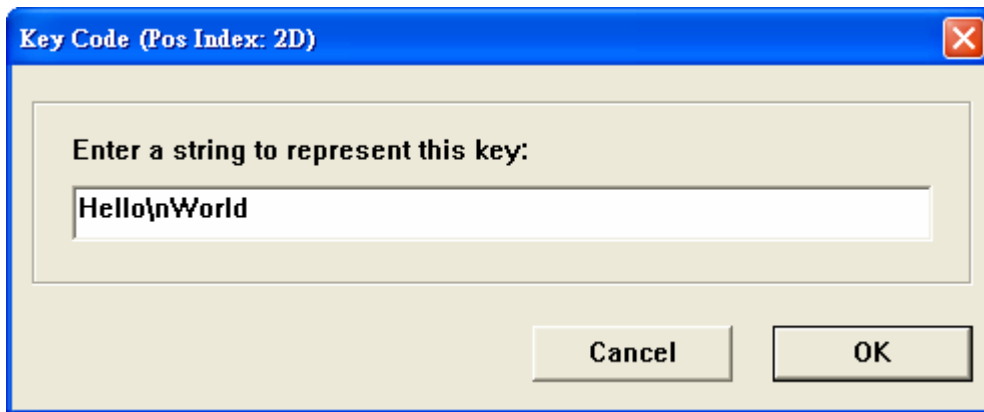 Key Code (Pos Index: 2D)
Enter a string to represent this key:
Hello\nWorld
Cancel OK